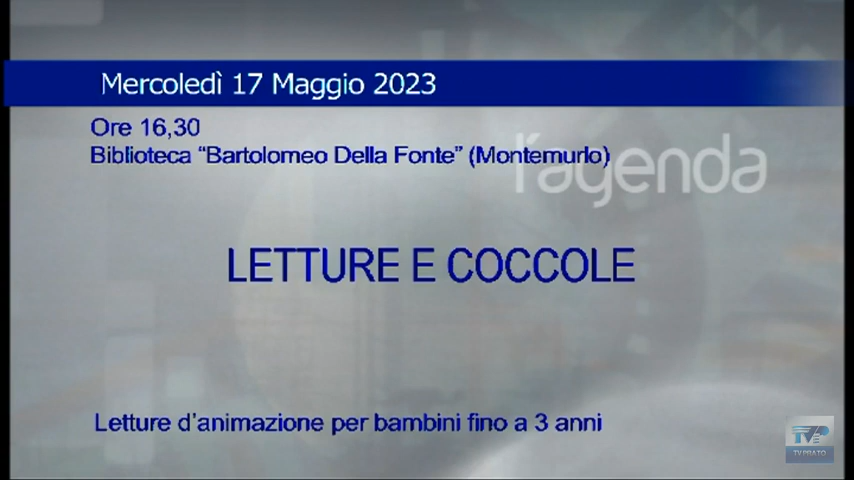 Mercoledì 17 Maggio 2023
Ore 16,30
Biblioteca “Bartolomeo Della Fonte” (Montemurlo)
l'agenda
LETTURE E COCCOLE
Letture d’animazione per bambini fino a 3 anni
TVP
TV PRATO